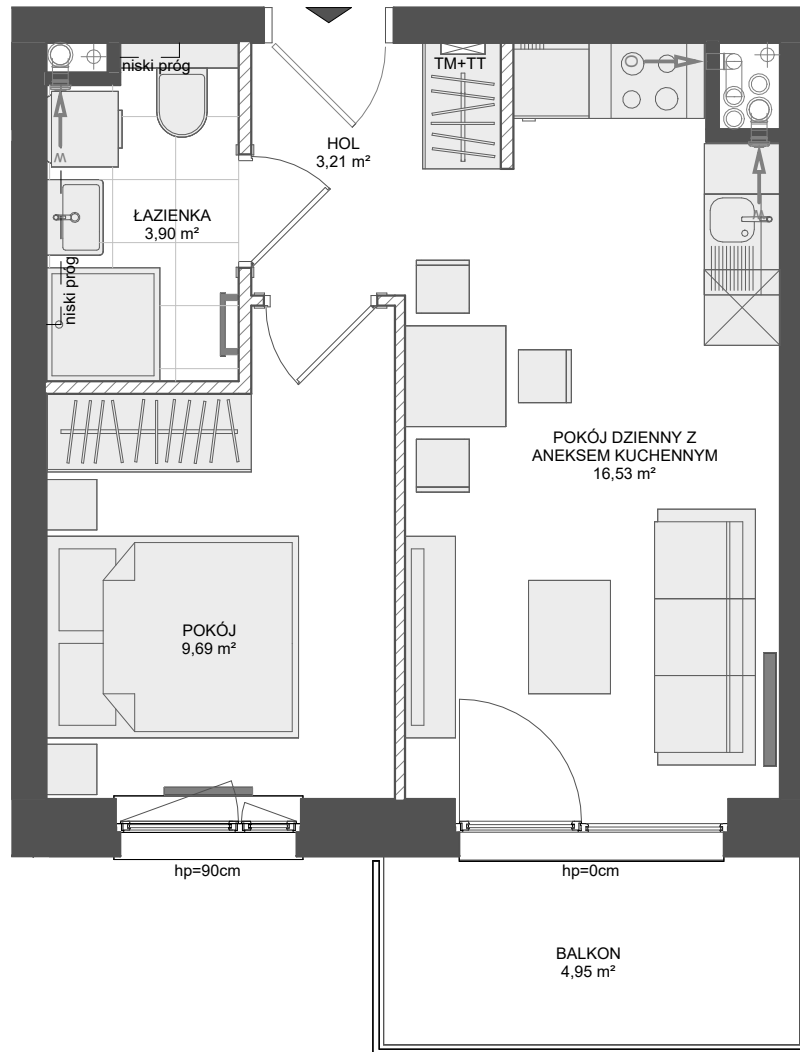 niski próg
TM+TT
HOL
3,21 m²
ŁAZIENKA
3,90 m²
niski próg
POKÓJ DZIENNY Z
ANEKSEM KUCHENNYM
16,53 m²
POKÓJ
9,69 m²
hp=90cm
hp=0cm
BALKON
4,95 m²